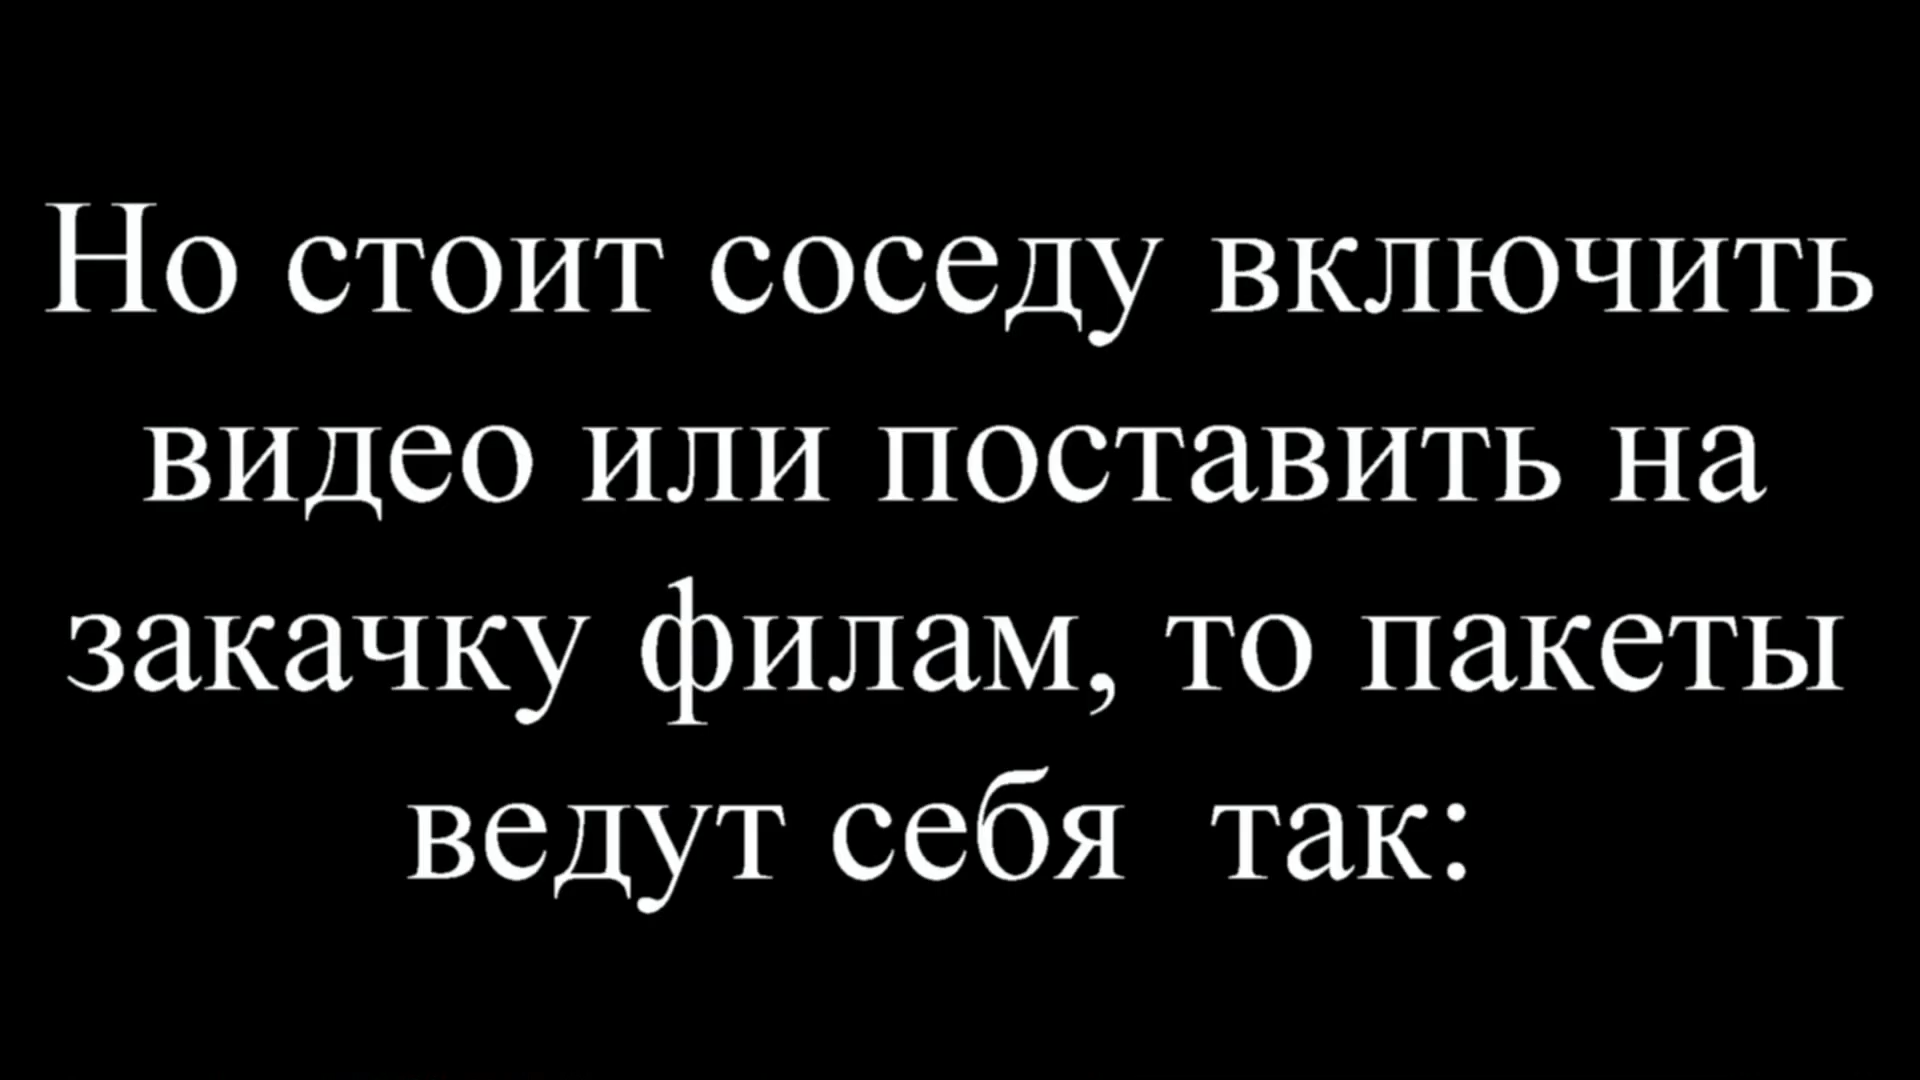 Но стоит соседу включить
видео или поставить на
закачку филам, то пакеты
ведут себя  так: